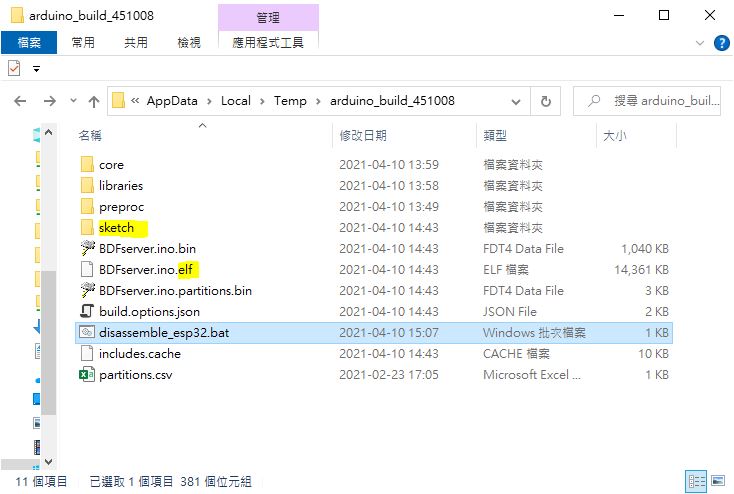 arduino_build_451008
管理
檔案 常用 共用 檢視 應用程式工具
« AppData › Local › Temp › arduino_build_451008 搜尋 arduino_buil...
名稱 修改日期 類型 大小
core 2021-04-10 13:59 檔案資料夾
libraries 2021-04-10 13:58 檔案資料夾
preproc 2021-04-10 13:49 檔案資料夾
sketch 2021-04-10 14:43 檔案資料夾
BDFserver.ino.bin 2021-04-10 14:43 FDT4 Data File 1,040 KB
BDFserver.ino.elf 2021-04-10 14:43 ELF 檔案 14,361 KB
BDFserver.ino.partitions.bin 2021-04-10 14:43 FDT4 Data File 3 KB
build.options.json 2021-04-10 14:43 JSON File 2 KB
disassemble_esp32.bat 2021-04-10 15:07 Windows 批次檔案 1 KB
includes.cache 2021-04-10 14:43 CACHE 檔案 10 KB
partitions.csv 2021-02-23 17:05 Microsoft Excel ... 1 KB
11 個項目 已選取 1 個項目 381 個位元組